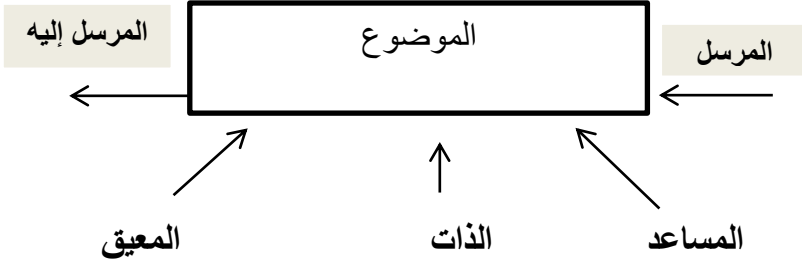 المرسل
الموضوع
المرسل إليه
المساعد
الذات
المعيق